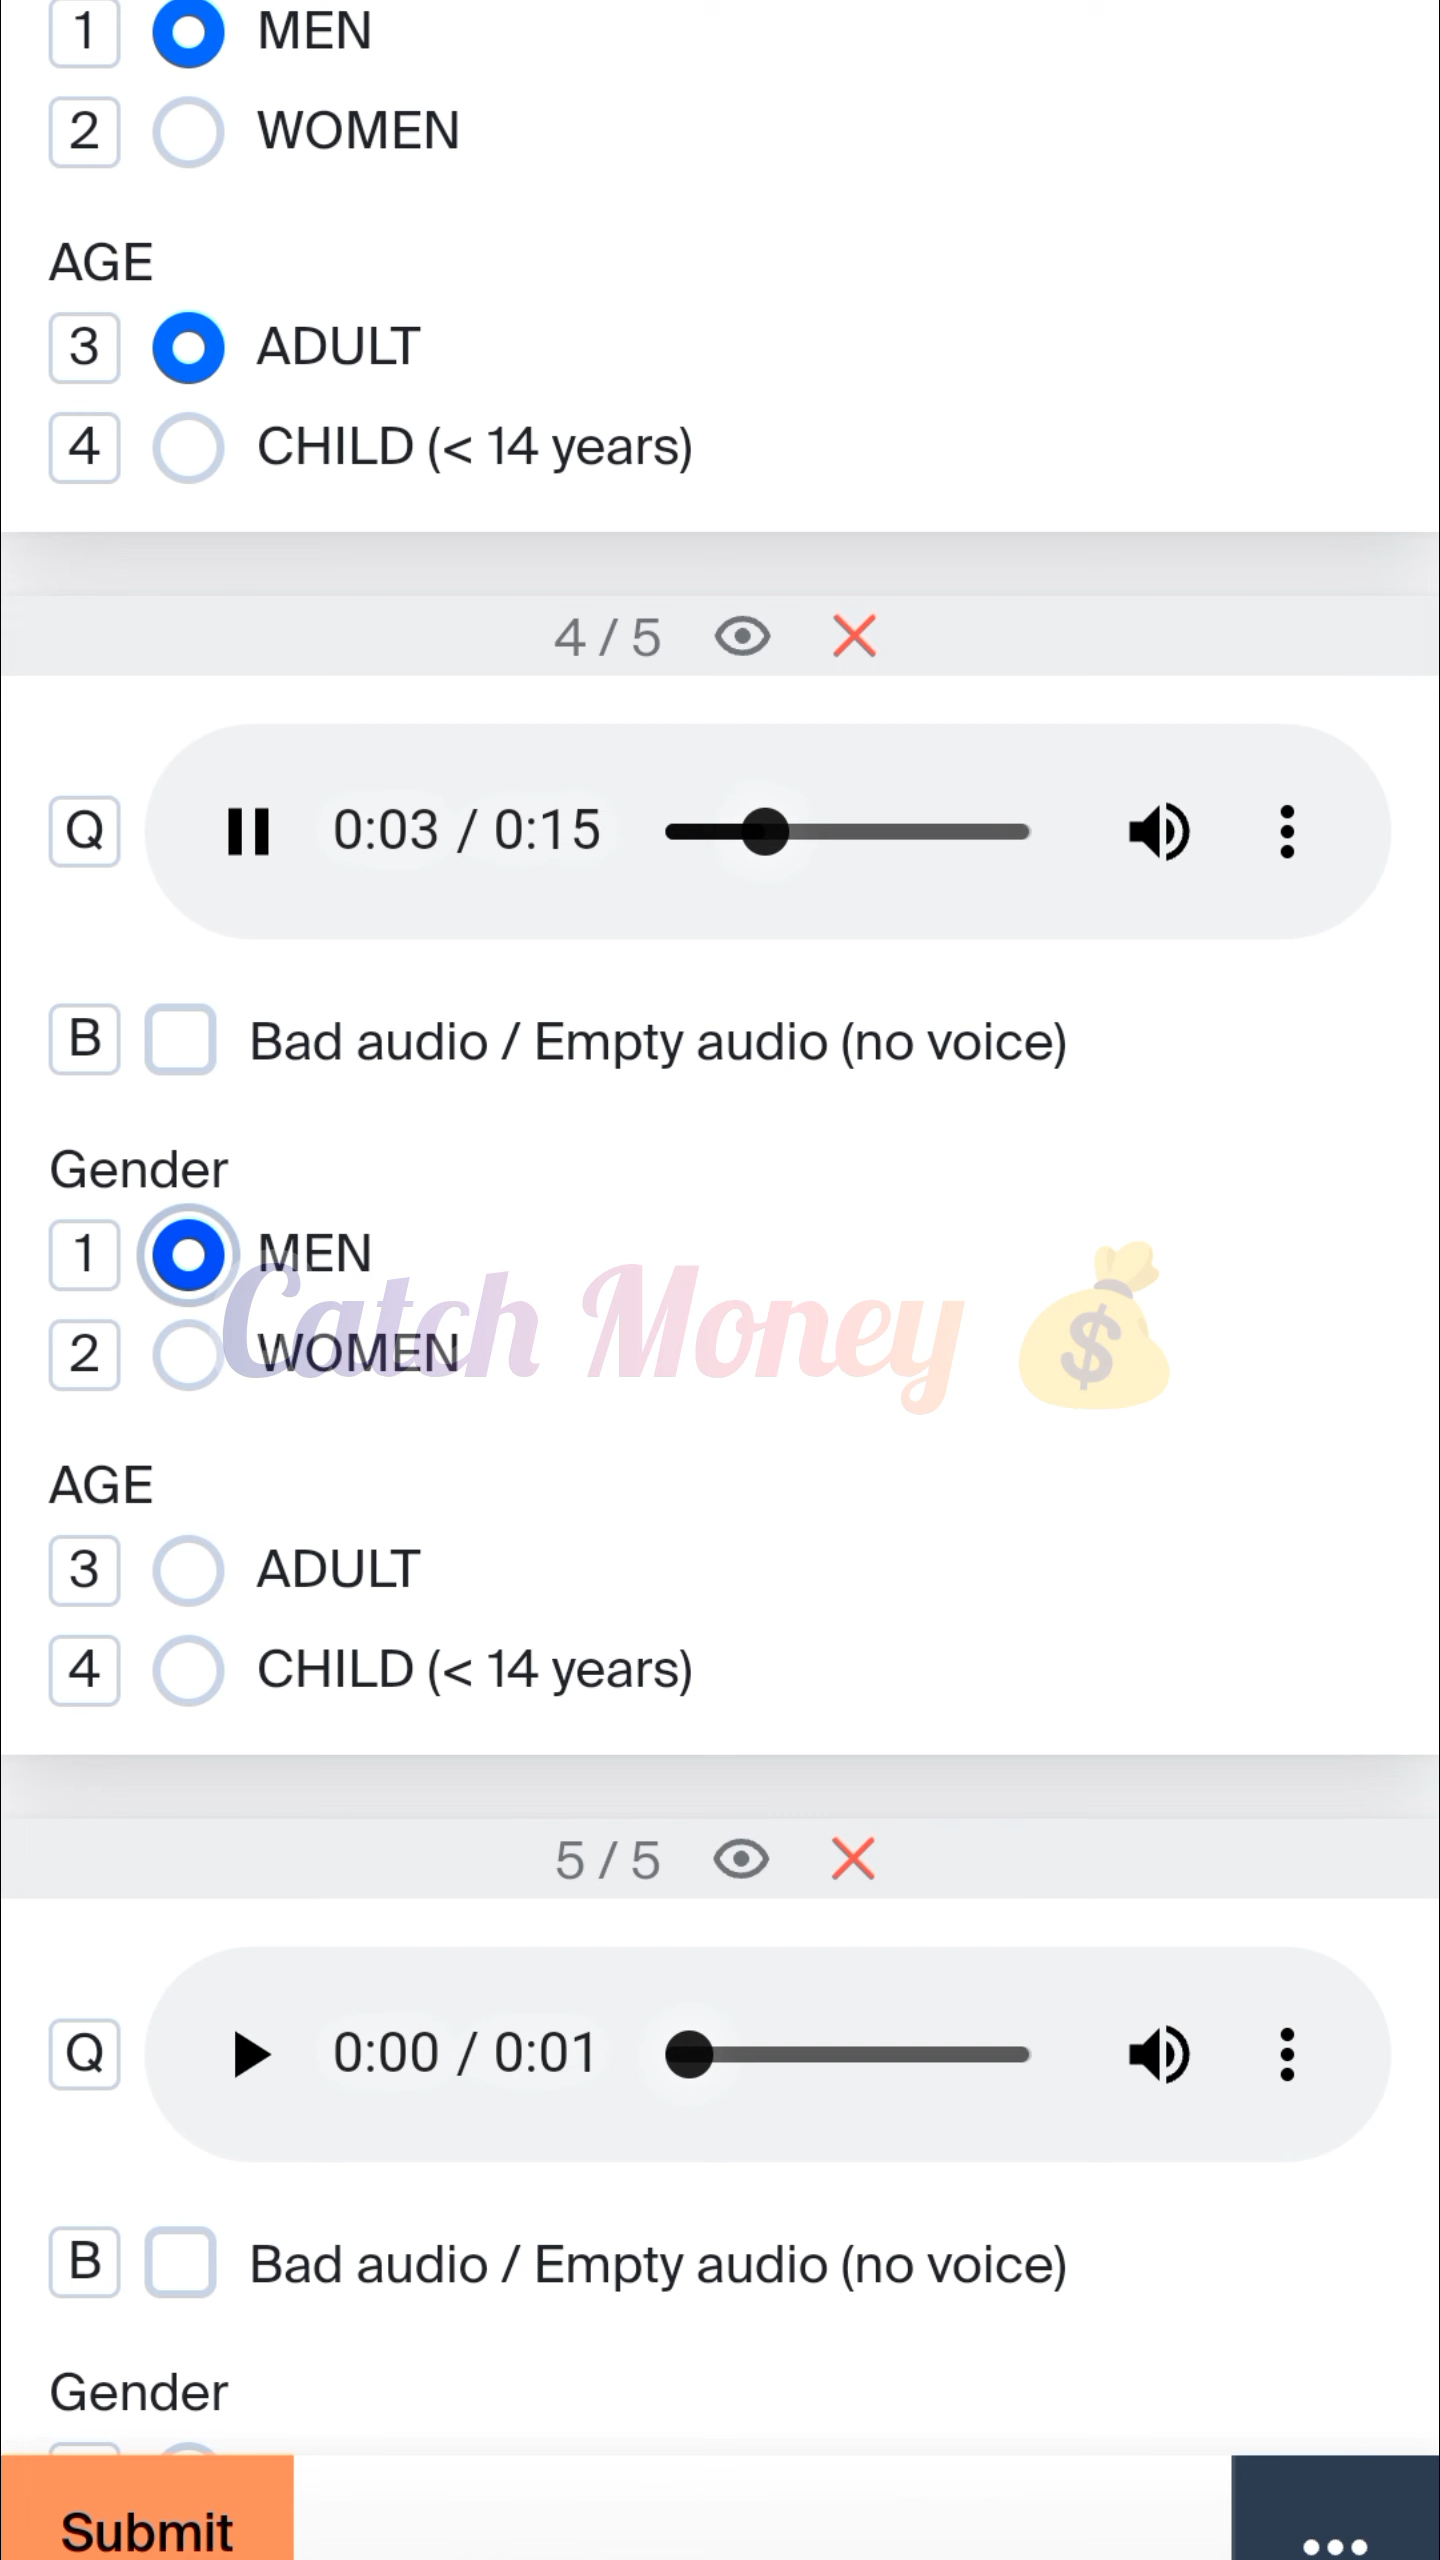 1 MEN
2 WOMEN
AGE
3 ADULT
4 CHILD (< 14 years)
4 / 5
Q 0:03 / 0:15
B Bad audio / Empty audio (no voice)
Gender
1 MEN
Catch Money
2 WOMEN
AGE
3 ADULT
4 CHILD (< 14 years)
5 / 5
Q 0:00 / 0:01
B Bad audio / Empty audio (no voice)
Gender
Submit